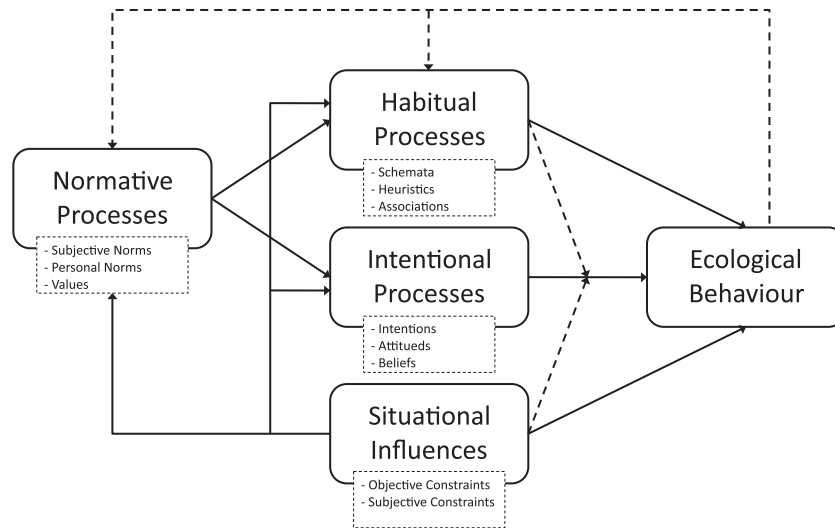 Habitual
Processes
- Schemata
- Heuristics
- Associations
Normative
Processes
- Subjective Norms
- Personal Norms
- Values
Intentional
Processes
- Intentions
- Attitueds
- Beliefs
Ecological
Behaviour
Situational
Influences
- Objective Constraints
- Subjective Constraints